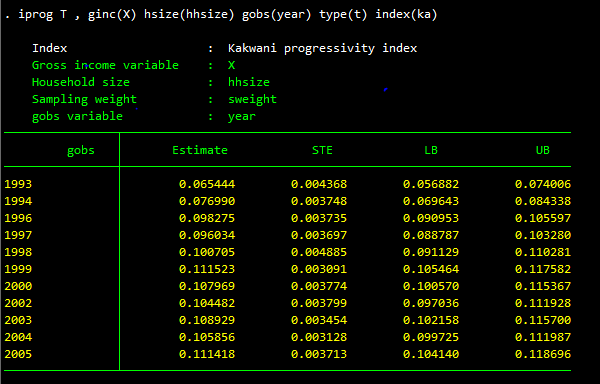 . iprog T , ginc(X) hsize(hhsize) gobs(year) type(t) index(ka)
Index : Kakwani progressivity index
Gross income variable : X
Household size : hhsize
Sampling weight : sweight
gobs variable : year
gobs Estimate STE LB UB
1993 0.065444 0.004368 0.056882 0.074006
1994 0.076990 0.003748 0.069643 0.084338
1996 0.098275 0.003735 0.090953 0.105597
1997 0.096034 0.003697 0.088787 0.103280
1998 0.100705 0.004885 0.091129 0.110281
1999 0.111523 0.003091 0.105464 0.117582
2000 0.107969 0.003774 0.100570 0.115367
2002 0.104482 0.003799 0.097036 0.111928
2003 0.108929 0.003454 0.102158 0.115700
2004 0.105856 0.003128 0.099725 0.111987
2005 0.111418 0.003713 0.104140 0.118696